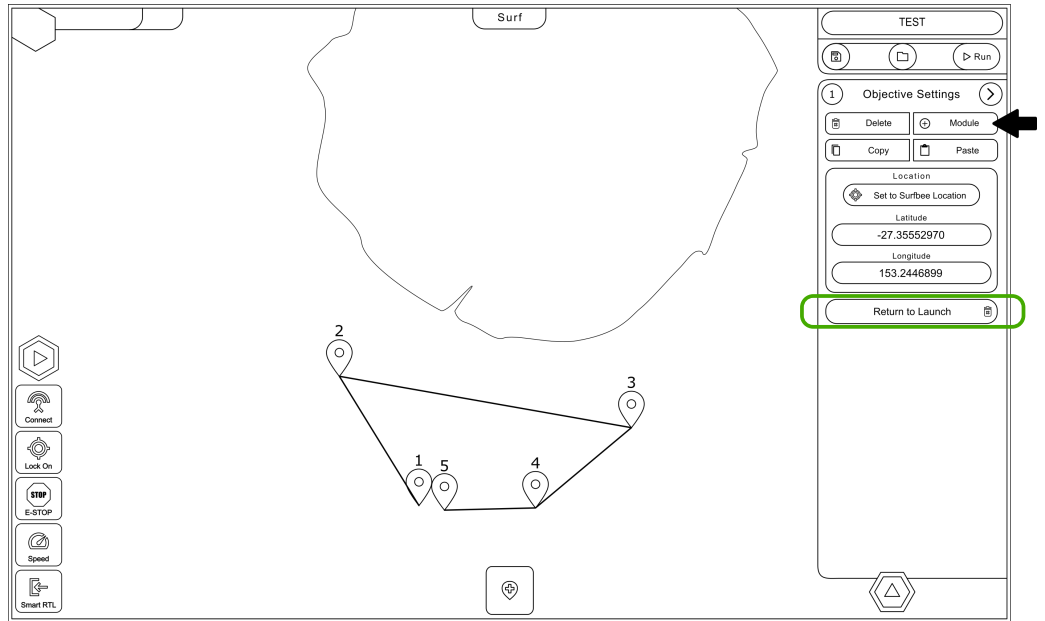 Surf
TEST
Run
1 Objective Settings
Delete Module
Copy Paste
Location
Set to Surfbee Location
Latitude
-27.35552970
Longitude
153.2446899
Return to Launch
2
3
1
5
4
Connect
Lock On
STOP
E-STOP
Speed
Smart RTL